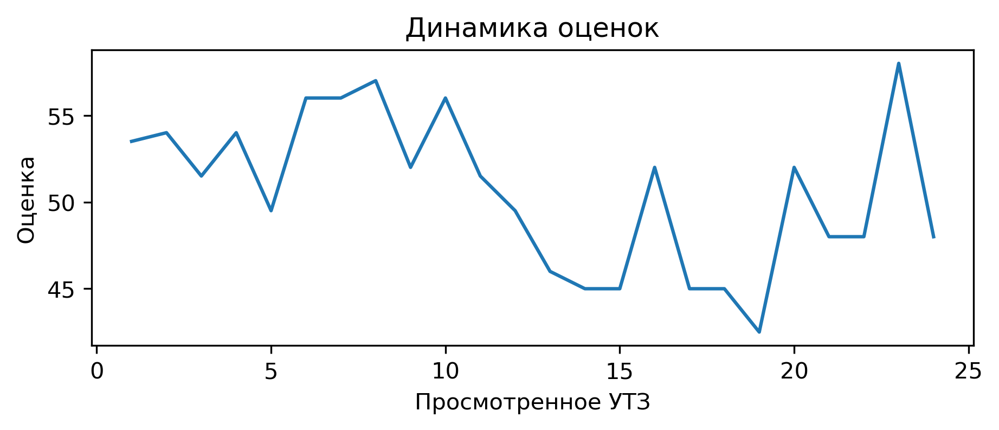 Динамика оценок
Оценка
55
50
45
0 5 10 15 20 25
Просмотренное УТЗ